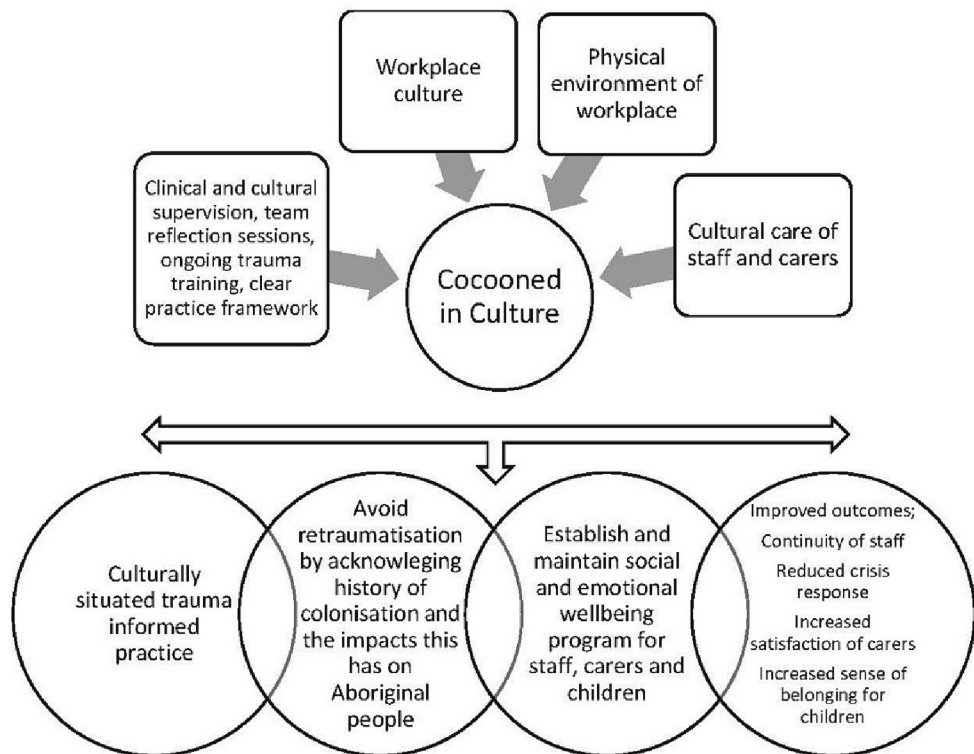 Workplace
culture
Physical
environment of
workplace
Clinical and cultural
supervision, team
reflection sessions,
ongoing trauma
training, clear
practice framework
Cultural care of
staff and carers
Cocooned
in Culture
Culturally
situated trauma
informed
practice
Avoid
retraumatisation
by acknowleging
history of
colonisation and
the impacts this
has on
Aboriginal
people
Establish and
maintain social
and emotional
wellbeing
program for
staff, carers and
children
Improved outcomes;
Continuity of staff
Reduced crisis
response
Increased
satisfaction of carers
Increased sense of
belonging for
children